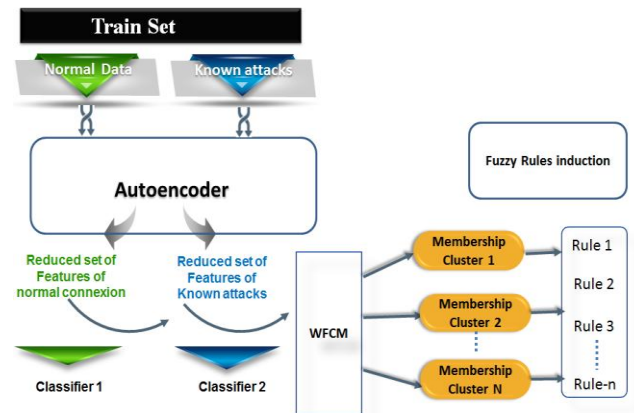 Train Set
Normal Data
Known attacks
Autoencoder
Fuzzy Rules induction
Reduced set of
Features of
normal connexion
Reduced set of
Features of
Known attacks
Classifier 1
Classifier 2
WFCM
Membership
Cluster 1
Membership
Cluster 2
Membership
Cluster N
Rule 1
Rule 2
Rule 3
Rule-n